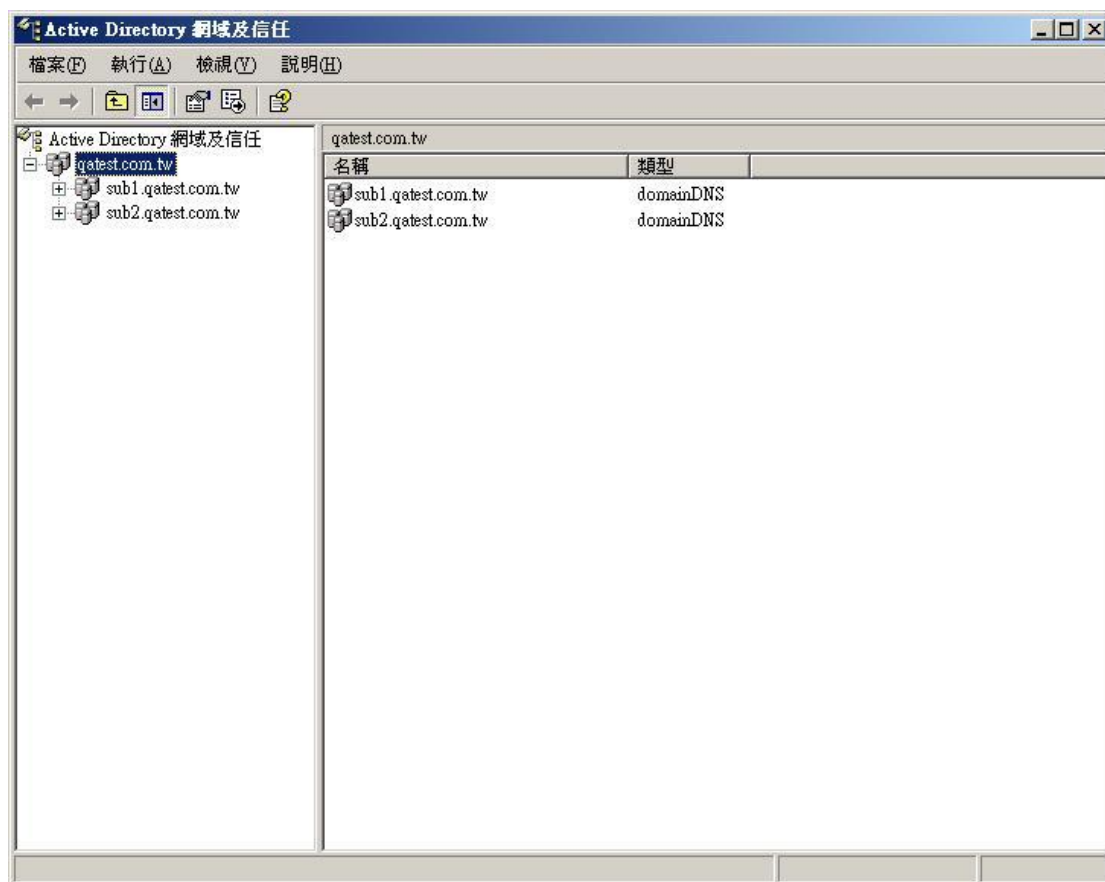 Active Directory 網域及信任
檔案(F) 執行(A) 檢視(V) 說明(H)
Active Directory 網域及信任
qatest.com.tw
sub1.qatest.com.tw
sub2.qatest.com.tw
qatest.com.tw
名稱 類型
sub1.qatest.com.tw domainDNS
sub2.qatest.com.tw domainDNS